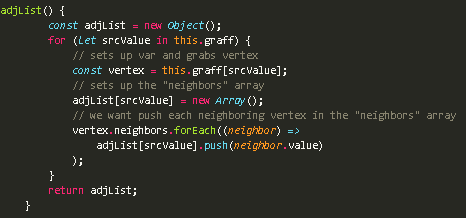 adjList() {
const adjList = new Object();
for (Let srcValue in this.graff) {
// sets up var and grabs vertex
const vertex = this.graff[srcValue];
// sets up the "neighbors" array
adjList[srcValue] = new Array();
// we want push each neighboring vertex in the "neighbors" array
vertex.neighbors.forEach((neighbor) =>
adjList[srcValue].push(neighbor.value)
);
}
return adjList;
}